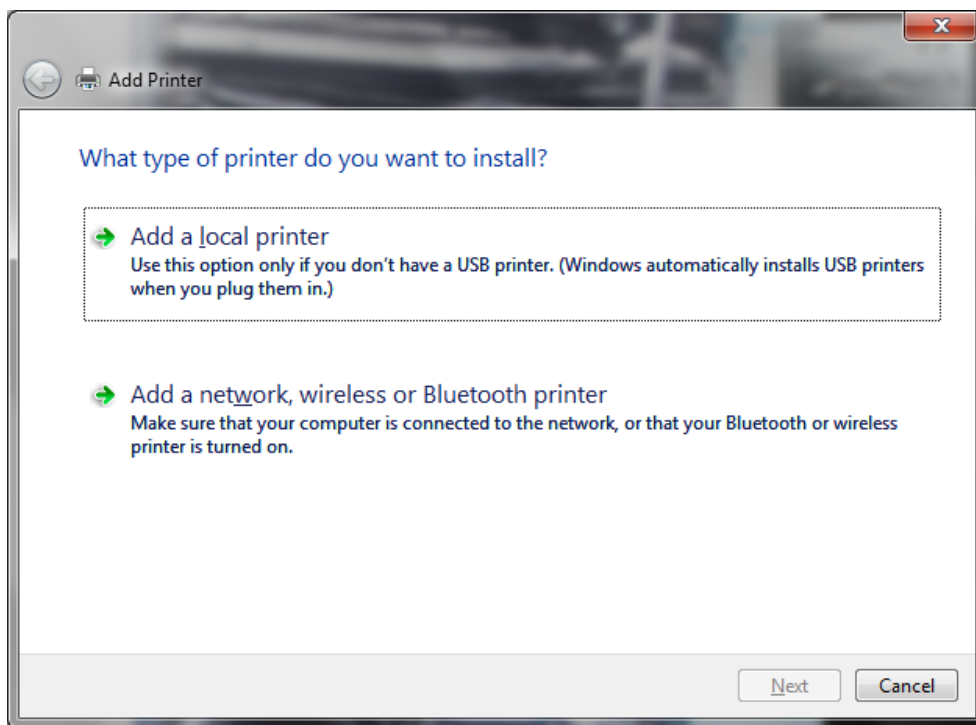 Add Printer
What type of printer do you want to install?
Add a local printer
Use this option only if you don't have a USB printer. (Windows automatically installs USB printers
when you plug them in.)
Add a network, wireless or Bluetooth printer
Make sure that your computer is connected to the network, or that your Bluetooth or wireless
printer is turned on.
Next
Cancel